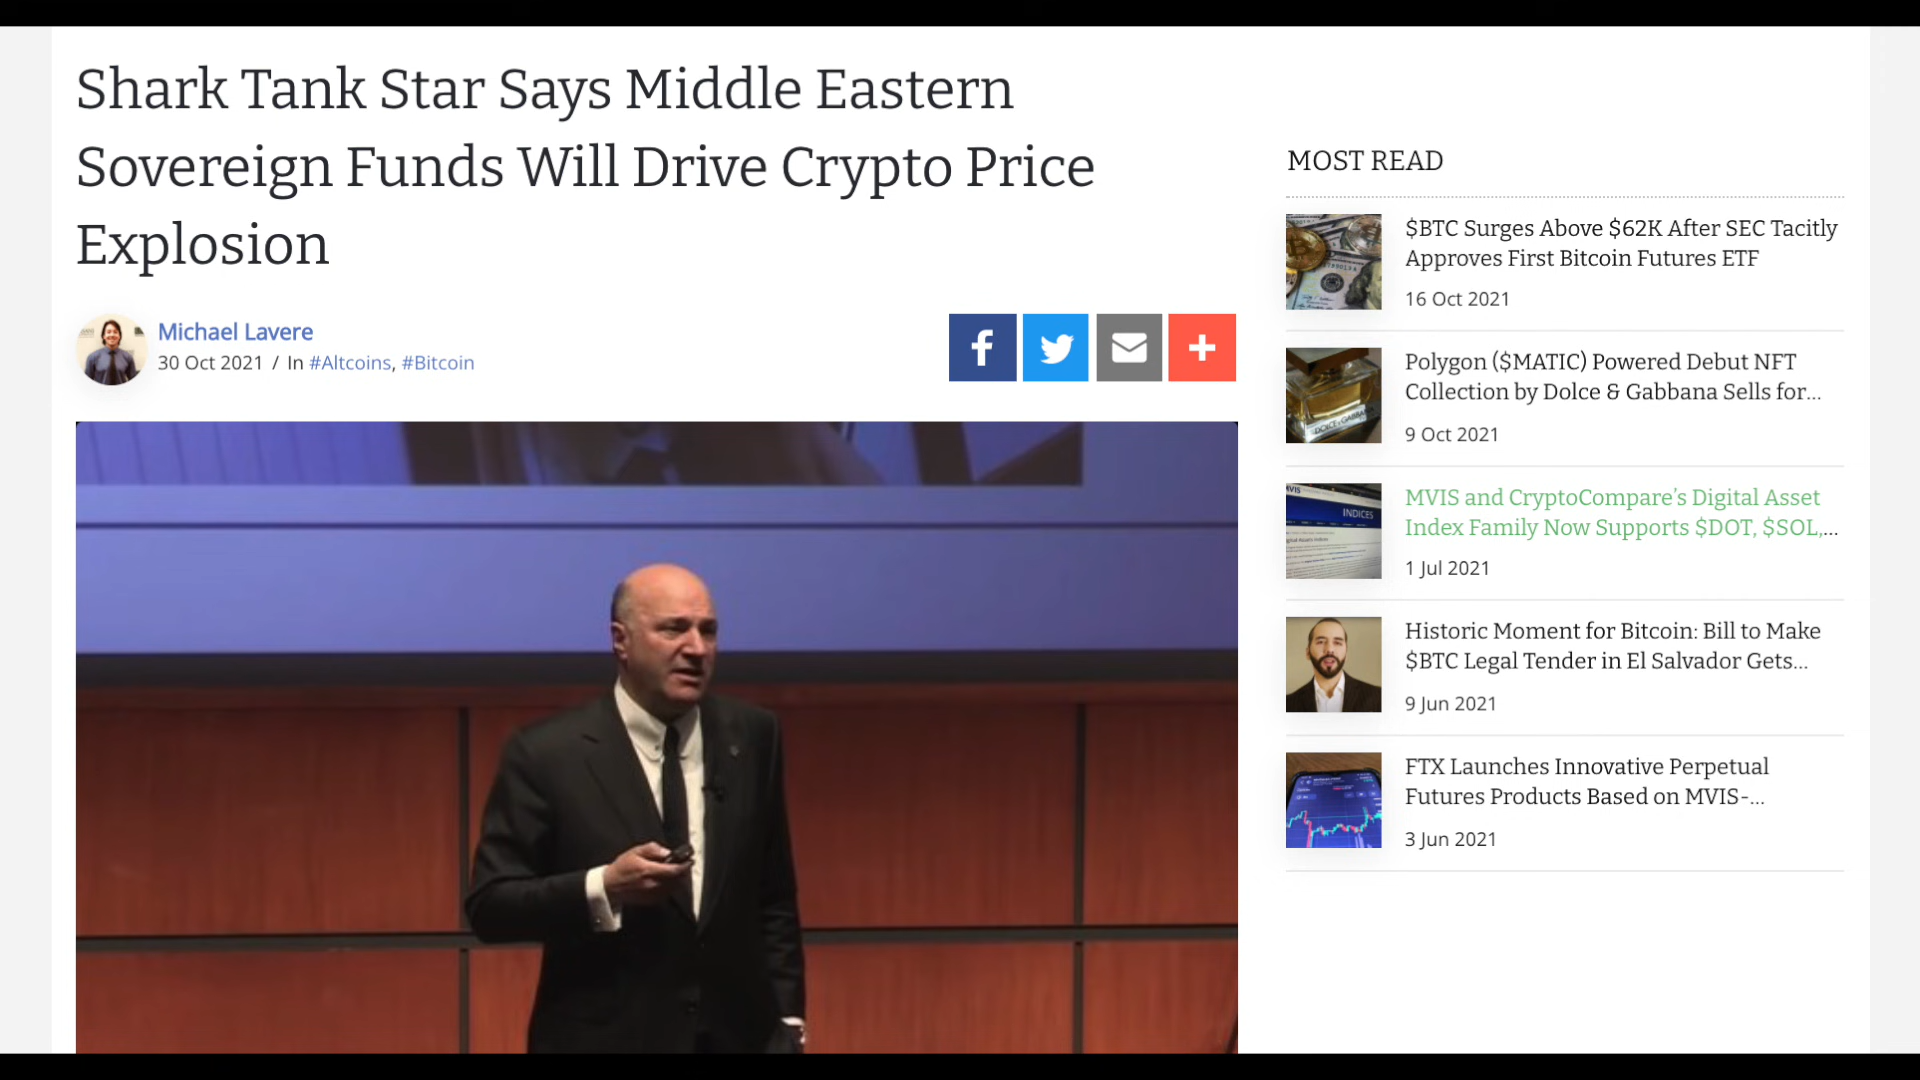 Shark Tank Star Says Middle Eastern
Sovereign Funds Will Drive Crypto Price
Explosion
Michael Lavere
30 Oct 2021 / In #Altcoins, #Bitcoin
MOST READ
$BTC Surges Above $62K After SEC Tacitly
Approves First Bitcoin Futures ETF
16 Oct 2021
Polygon ($MATIC) Powered Debut NFT
Collection by Dolce & Gabbana Sells for...
9 Oct 2021
INDICES
MVIS and CryptoCompare's Digital Asset
Index Family Now Supports $DOT, $SOL,...
1 Jul 2021
Historic Moment for Bitcoin: Bill to Make
$BTC Legal Tender in El Salvador Gets...
9 Jun 2021
FTX Launches Innovative Perpetual
Futures Products Based on MVIS-...
3 Jun 2021